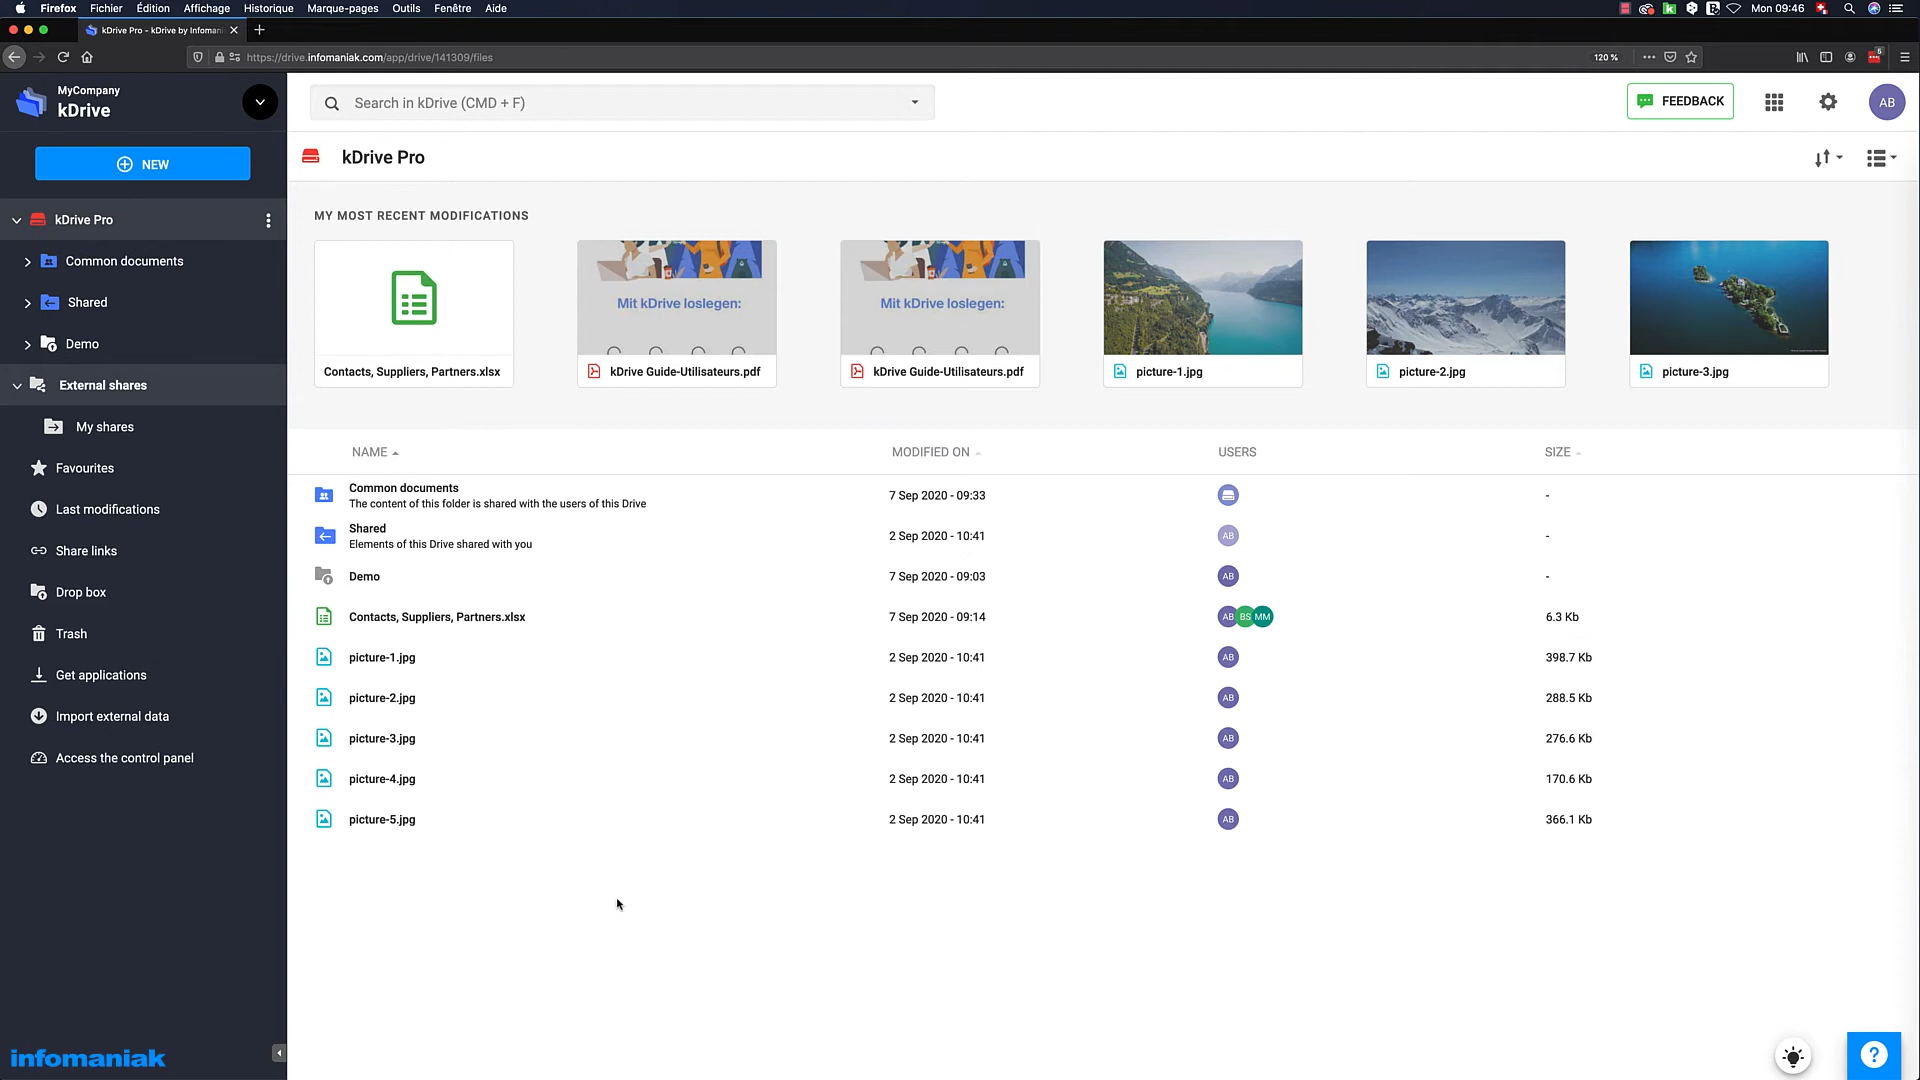 Firefox Fichier Édition Affichage Historique Marque-pages Outils Fenêtre Aide
Mon 09:46
kDrive Pro - kDrive by Infomani
https://drive.infomaniak.com/app/drive/141309/files
120 %
5
MyCompany
kDrive
Search in kDrive (CMD + F)
FEEDBACK
AB
NEW
kDrive Pro
Common documents
Shared
Demo
External shares
My shares
Favourites
Last modifications
Share links
Drop box
Trash
Get applications
Import external data
Access the control panel
infomaniak
kDrive Pro
MY MOST RECENT MODIFICATIONS
Mit kDrive loslegen:
Mit kDrive loslegen:
Contacts, Suppliers, Partners.xlsx
kDrive Guide-Utilisateurs.pdf
kDrive Guide-Utilisateurs.pdf
picture-1.jpg
picture-2.jpg
picture-3.jpg
NAME MODIFIED ON USERS SIZE
Common documents 7 Sep 2020 - 09:33 -
The content of this folder is shared with the users of this Drive
Shared 2 Sep 2020 - 10:41 AB -
Elements of this Drive shared with you
Demo 7 Sep 2020 - 09:03 AB -
Contacts, Suppliers, Partners.xlsx 7 Sep 2020 - 09:14 AB BS MM 6.3 Kb
picture-1.jpg 2 Sep 2020 - 10:41 AB 398.7 Kb
picture-2.jpg 2 Sep 2020 - 10:41 AB 288.5 Kb
picture-3.jpg 2 Sep 2020 - 10:41 AB 276.6 Kb
picture-4.jpg 2 Sep 2020 - 10:41 AB 170.6 Kb
picture-5.jpg 2 Sep 2020 - 10:41 AB 366.1 Kb
?